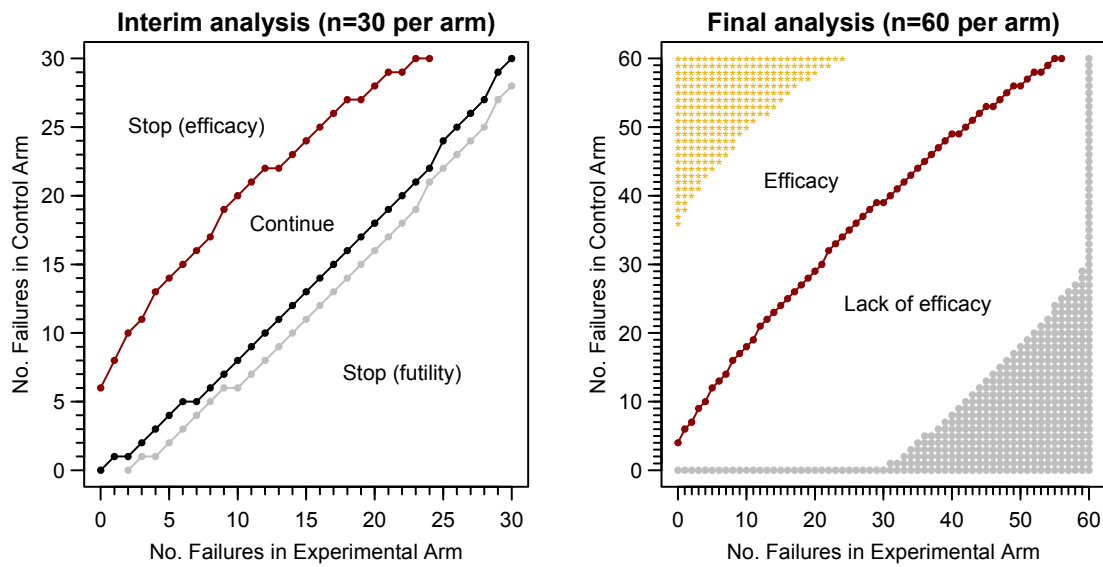 Interim analysis (n=30 per arm)
No. Failures in Control Arm
30
25
20
15
10
5
0
Stop (efficacy)
Continue
Stop (futility)
0 5 10 15 20 25 30
No. Failures in Experimental Arm
Final analysis (n=60 per arm)
No. Failures in Control Arm
60
50
40
30
20
10
0
Efficacy
Lack of efficacy
0 10 20 30 40 50 60
No. Failures in Experimental Arm